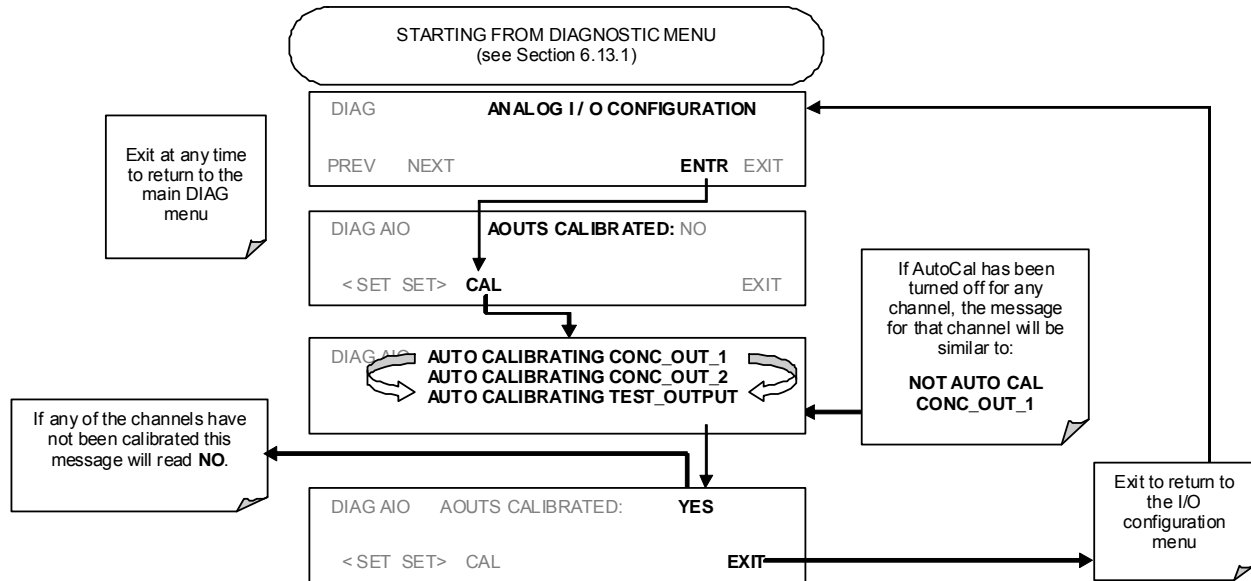 STARTING FROM DIAGNOSTIC MENU
(see Section 6.13.1)
DIAG ANALOG I / O CONFIGURATION
PREV NEXT ENTR EXIT
Exit at any time
to return to the
main DIAG
menu
DIAG AIO AOUTS CALIBRATED: NO
< SET SET> CAL EXIT
If AutoCal has been
turned off for any
channel, the message
for that channel will be
similar to:
NOT AUTO CAL
CONC_OUT_1
DIAG AIO AUTO CALIBRATING CONC_OUT_1
AUTO CALIBRATING CONC_OUT_2
AUTO CALIBRATING TEST_OUTPUT
If any of the channels have
not been calibrated this
message will read NO.
DIAG AIO AOUTS CALIBRATED: YES
< SET SET> CAL EXIT
Exit to return to
the I/O
configuration
menu